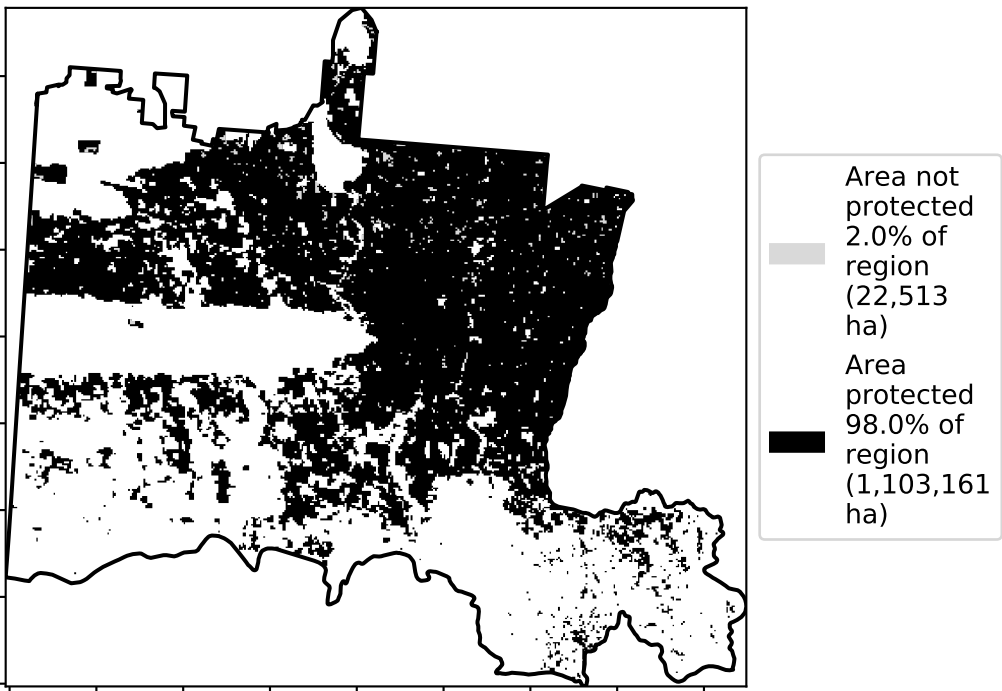 Area not
protected
2.0% of
region
(22,513
ha)
Area
protected
98.0% of
region
(1,103,161
ha)